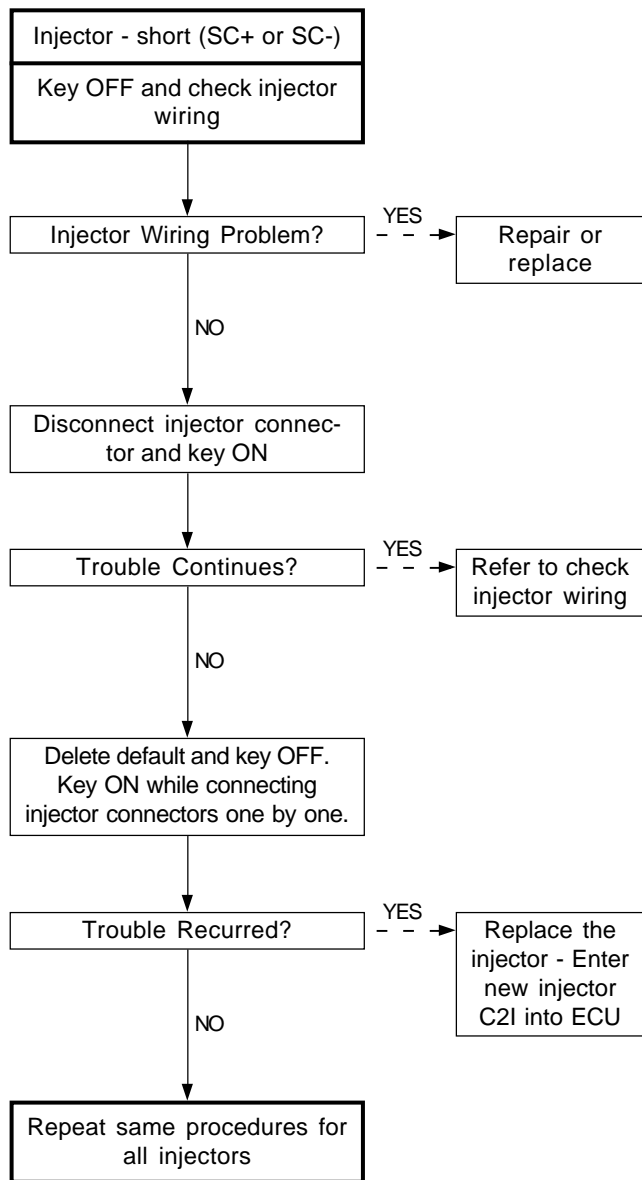 Injector - short (SC+ or SC-)
Key OFF and check injector
wiring
Injector Wiring Problem?
YES
Repair or
replace
NO
Disconnect injector connec-
tor and key ON
Trouble Continues?
YES
Refer to check
injector wiring
NO
Delete default and key OFF.
Key ON while connecting
injector connectors one by one.
Trouble Recurred?
YES
Replace the
injector - Enter
new injector
C2I into ECU
NO
Repeat same procedures for
all injectors